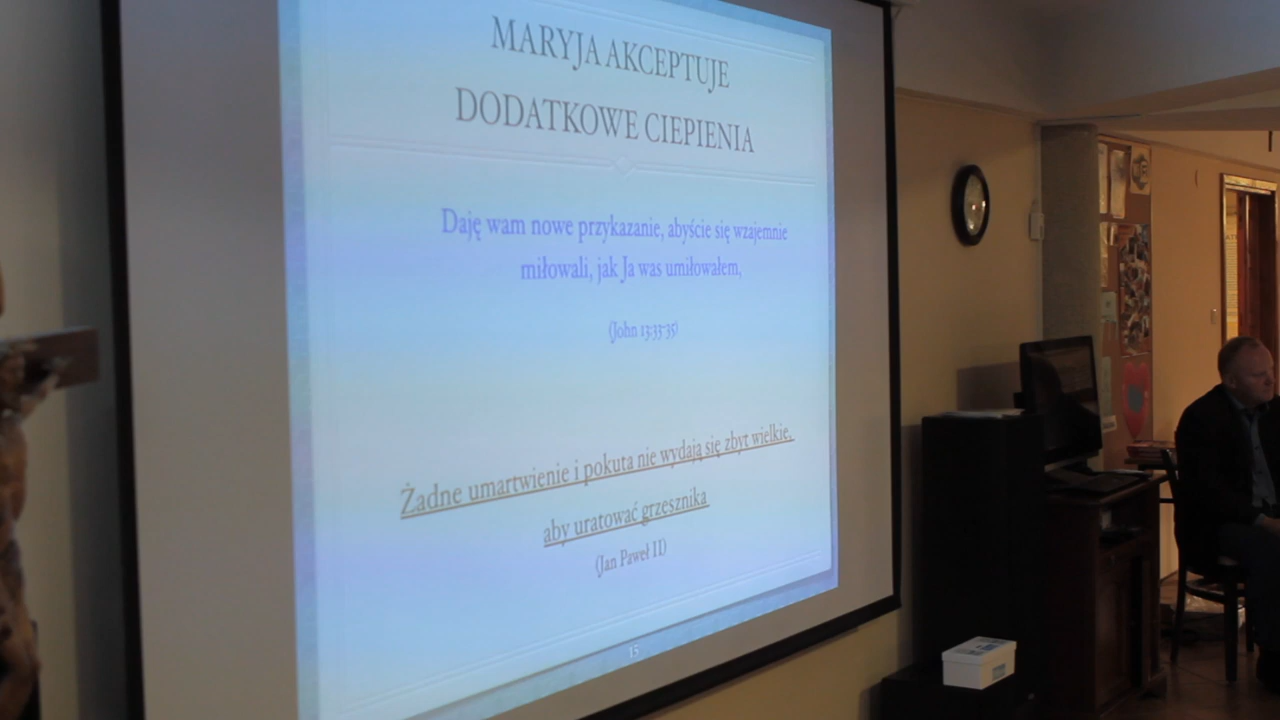 MARYJA AKCEPTUJE
DODATKOWE CIEPIENIA
Daję wam nowe przykazanie, abyście się wzajemnie
miłowali, jak Ja was umiłowałem,
(John 13:33-35)
Żadne umartwienie i pokuta nie wydają się zbyt wielkie,
aby uratować grzesznika
(Jan Paweł II)
15